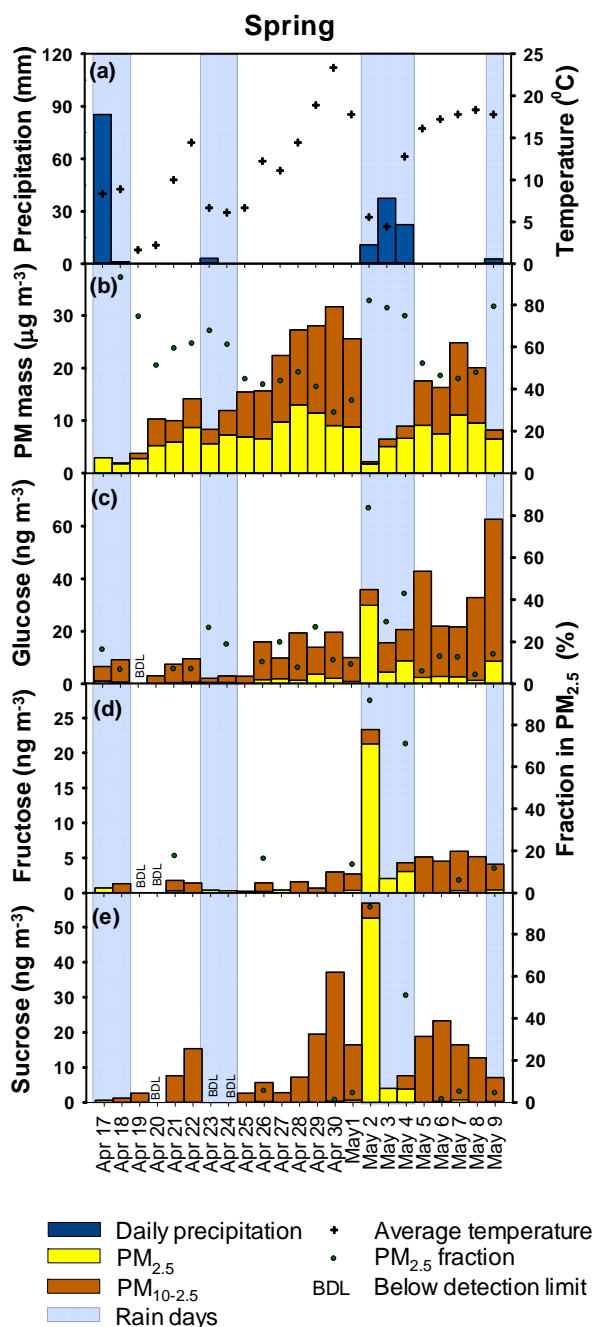 Spring
(a)
Precipitation (mm)
120
90
60
30
0
Temperature (⁰C)
25
20
15
10
5
0
(b)
PM mass (μg m⁻³)
30
20
10
0
80
60
40
20
0
(c)
Glucose (ng m⁻³)
60
40
20
0
BDL
80
60
40
20
0
Fraction in PM₂.₅ (%)
(d)
Fructose (ng m⁻³)
25
20
15
10
5
0
BDL
BDL
80
60
40
20
0
(e)
Sucrose (ng m⁻³)
50
40
30
20
10
0
BDL
BDL
BDL
80
60
40
20
0
Apr 17
Apr 18
Apr 19
Apr 20
Apr 21
Apr 22
Apr 23
Apr 24
Apr 25
Apr 26
Apr 27
Apr 28
Apr 29
Apr 30
May1
May 2
May 3
May 4
May 5
May 6
May 7
May 8
May 9
Daily precipitation
PM₂.₅
PM₁₀₋₂.₅
Rain days
Average temperature
PM₂.₅ fraction
BDL Below detection limit